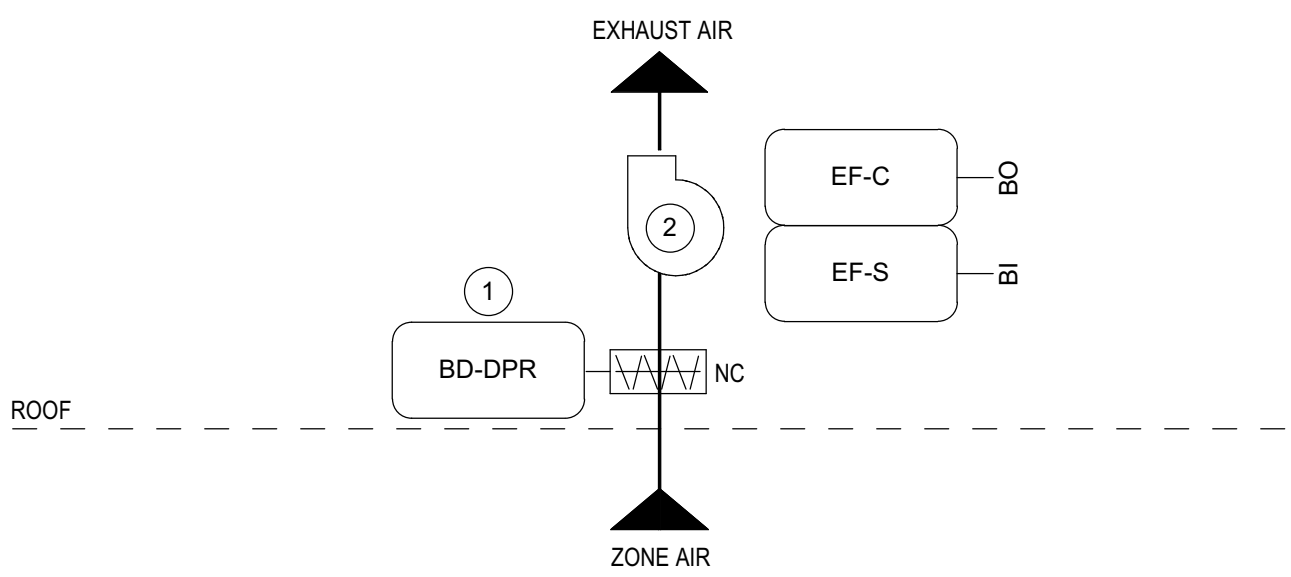 EXHAUST AIR
EF-C
BO
2
EF-S
BI
1
BD-DPR
NC
ROOF
ZONE AIR